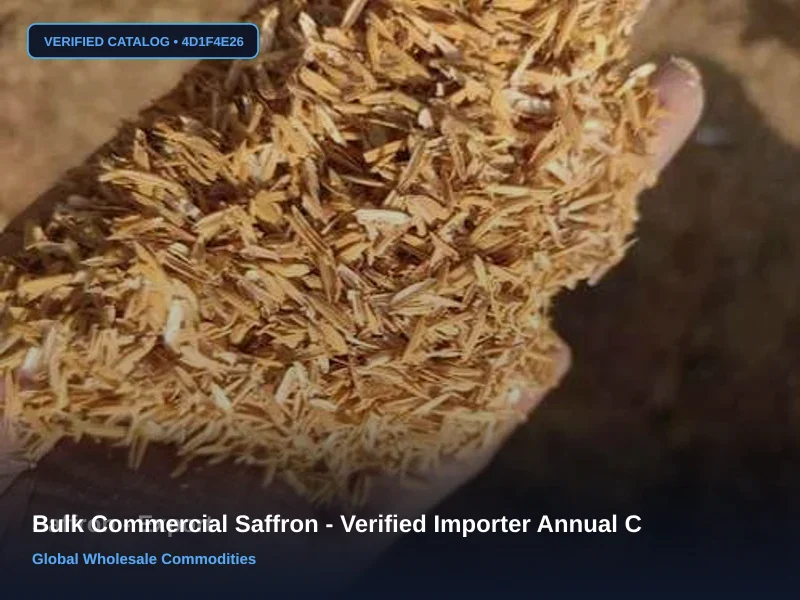 VERIFIED CATALOG • 4D1F4E26
Bulk Commercial Saffron - Verified Importer Annual C
Global Wholesale Commodities